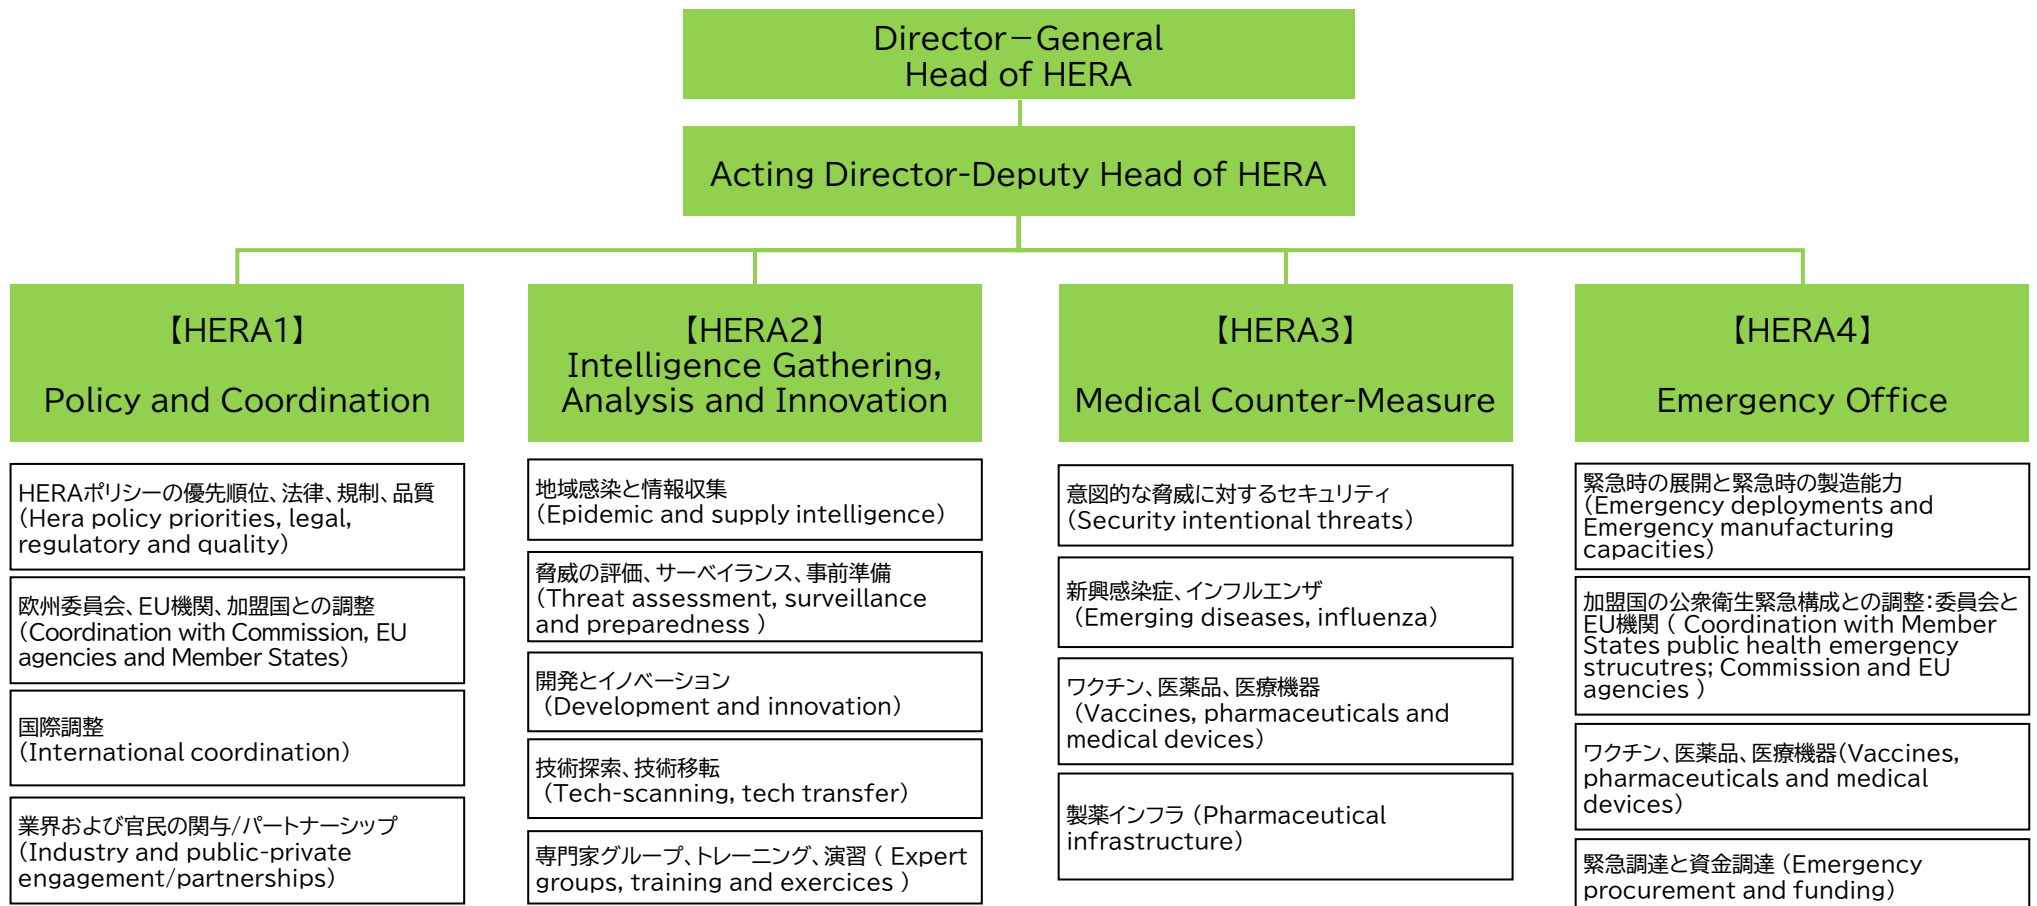 Director－General
Head of HERA
Acting Director-Deputy Head of HERA
【HERA1】
Policy and Coordination
HERAポリシーの優先順位、法律、規制、品質
（Hera policy priorities, legal,
regulatory and quality）
欧州委員会、EU機関、加盟国との調整
（Coordination with Commission, EU
agencies and Member States）
国際調整
（International coordination）
業界および官民の関与/パートナーシップ
（Industry and public-private
engagement/partnerships）
【HERA2】
Intelligence Gathering,
Analysis and Innovation
地域感染と情報収集
（Epidemic and supply intelligence）
脅威の評価、サーベイランス、事前準備
（Threat assessment, surveillance
and preparedness ）
開発とイノベーション
（Development and innovation）
技術探索、技術移転
（Tech-scanning, tech transfer）
専門家グループ、トレーニング、演習（ Expert
groups, training and exercices ）
【HERA3】
Medical Counter-Measure
意図的な脅威に対するセキュリティ
（Security intentional threats）
新興感染症、インフルエンザ
（Emerging diseases, influenza）
ワクチン、医薬品、医療機器
（Vaccines, pharmaceuticals and
medical devices）
製薬インフラ（Pharmaceutical
infrastructure）
【HERA4】
Emergency Office
緊急時の展開と緊急時の製造能力
（Emergency deployments and
Emergency manufacturing
capacities）
加盟国の公衆衛生緊急構成との調整：委員会と
EU機関（ Coordination with Member
States public health emergency
strucutres; Commission and EU
agencies ）
ワクチン、医薬品、医療機器（Vaccines,
pharmaceuticals and medical
devices）
緊急調達と資金調達（Emergency
procurement and funding）